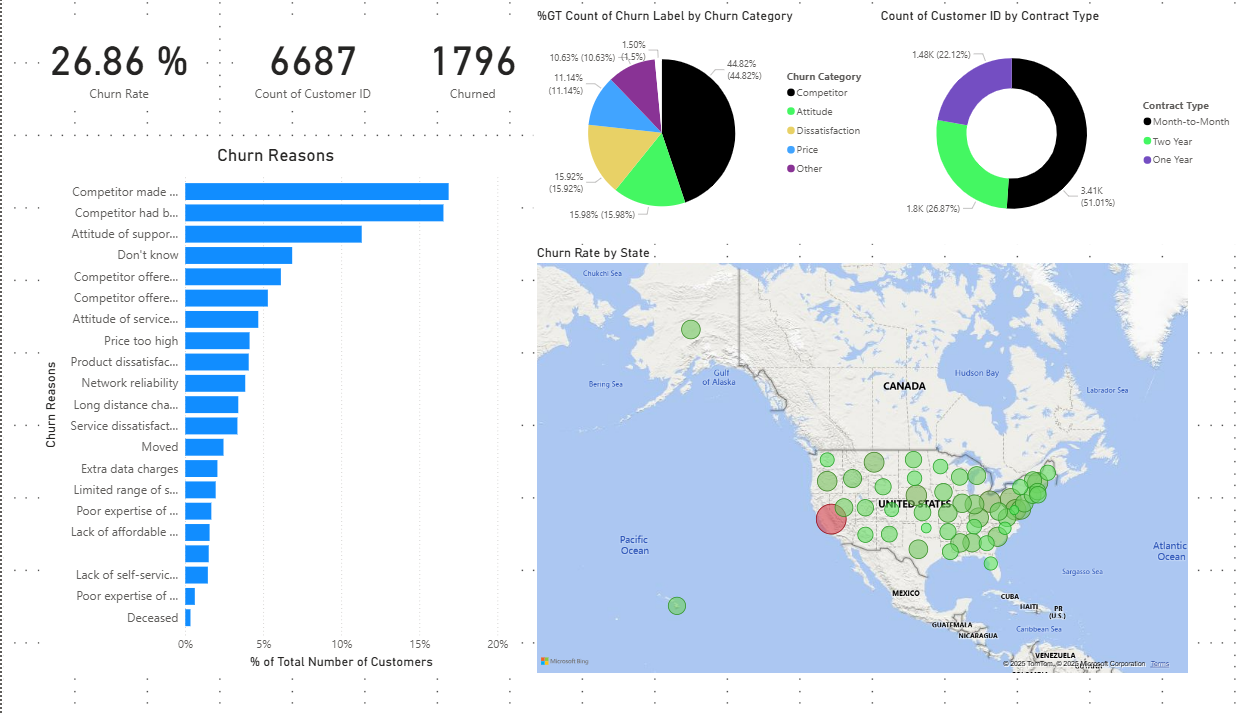 26.86 %
Churn Rate
6687
Count of Customer ID
1796
Churned
%GT Count of Churn Label by Churn Category
1.50%
(1,5%)
10.63% (10.63%)
11.14%
(11.14%)
15.92%
(15.92%)
15.98% (15.98%)
44.82%
(44.82%)
Churn Category
Competitor
Attitude
Dissatisfaction
Price
Other
Count of Customer ID by Contract Type
1.48K (22.12%)
1.8K (26.87%)
3.41K
(51.01%)
Contract Type
Month-to-Month
Two Year
One Year
Churn Reasons
Churn Reasons
Competitor made ...
Competitor had b...
Attitude of suppor...
Don't know
Competitor offere...
Competitor offere...
Attitude of service...
Price too high
Product dissatisfac...
Network reliability
Long distance cha...
Service dissatisfact...
Moved
Extra data charges
Limited range of s...
Poor expertise of ...
Lack of affordable ...
Lack of self-servic...
Poor expertise of ...
Deceased
0%
5%
10%
15%
20%
% of Total Number of Customers
Churn Rate by State
Chukchi Sea
Bering Sea
Gulf
of Alaska
CANADA
Hudson Bay
Labrador Sea
UNITED STATES
Pacific
Ocean
Atlantic
Ocean
Sargasso Sea
MEXICO
CUBA
HAITI
PR
(U.S.)
GUATEMALA
NICARAGUA
Caribbean Sea
VENEZUELA
Microsoft Bing
© 2025 TomTom, © 2025 Microsoft Corporation
Terms